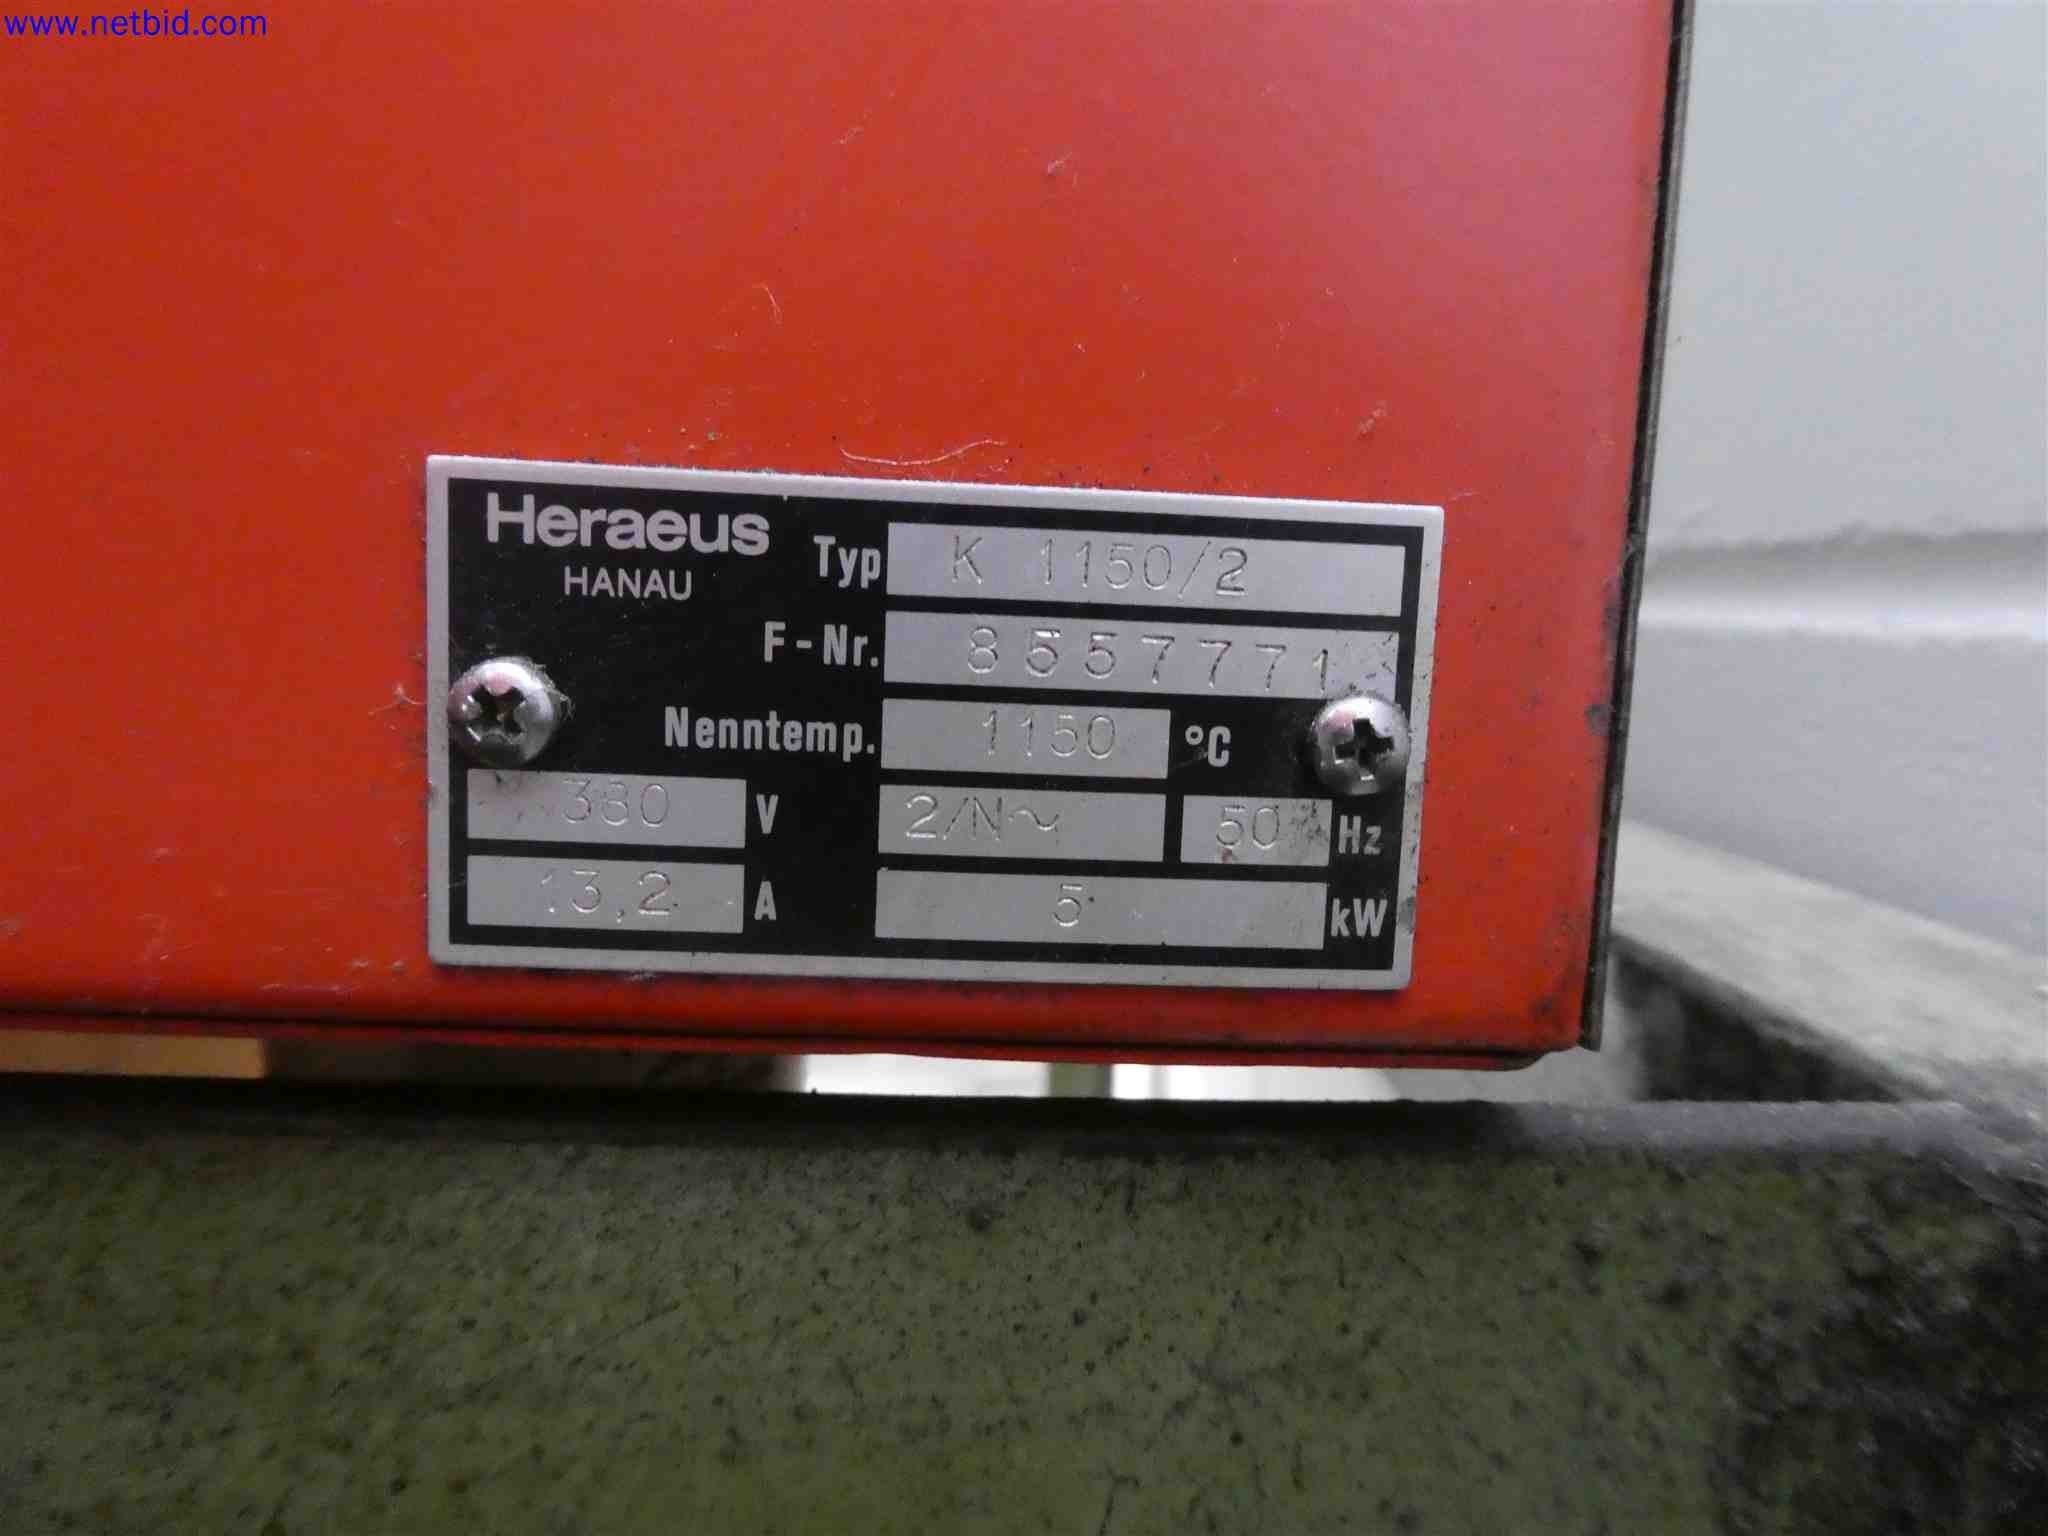 www.netbid.com
Heraeus
HANAU
Typ K 1150/2
F-Nr. 8557771
Nenntemp. 1150 °C
380 V 2/N~ 50 Hz
13,2 A 5 kW